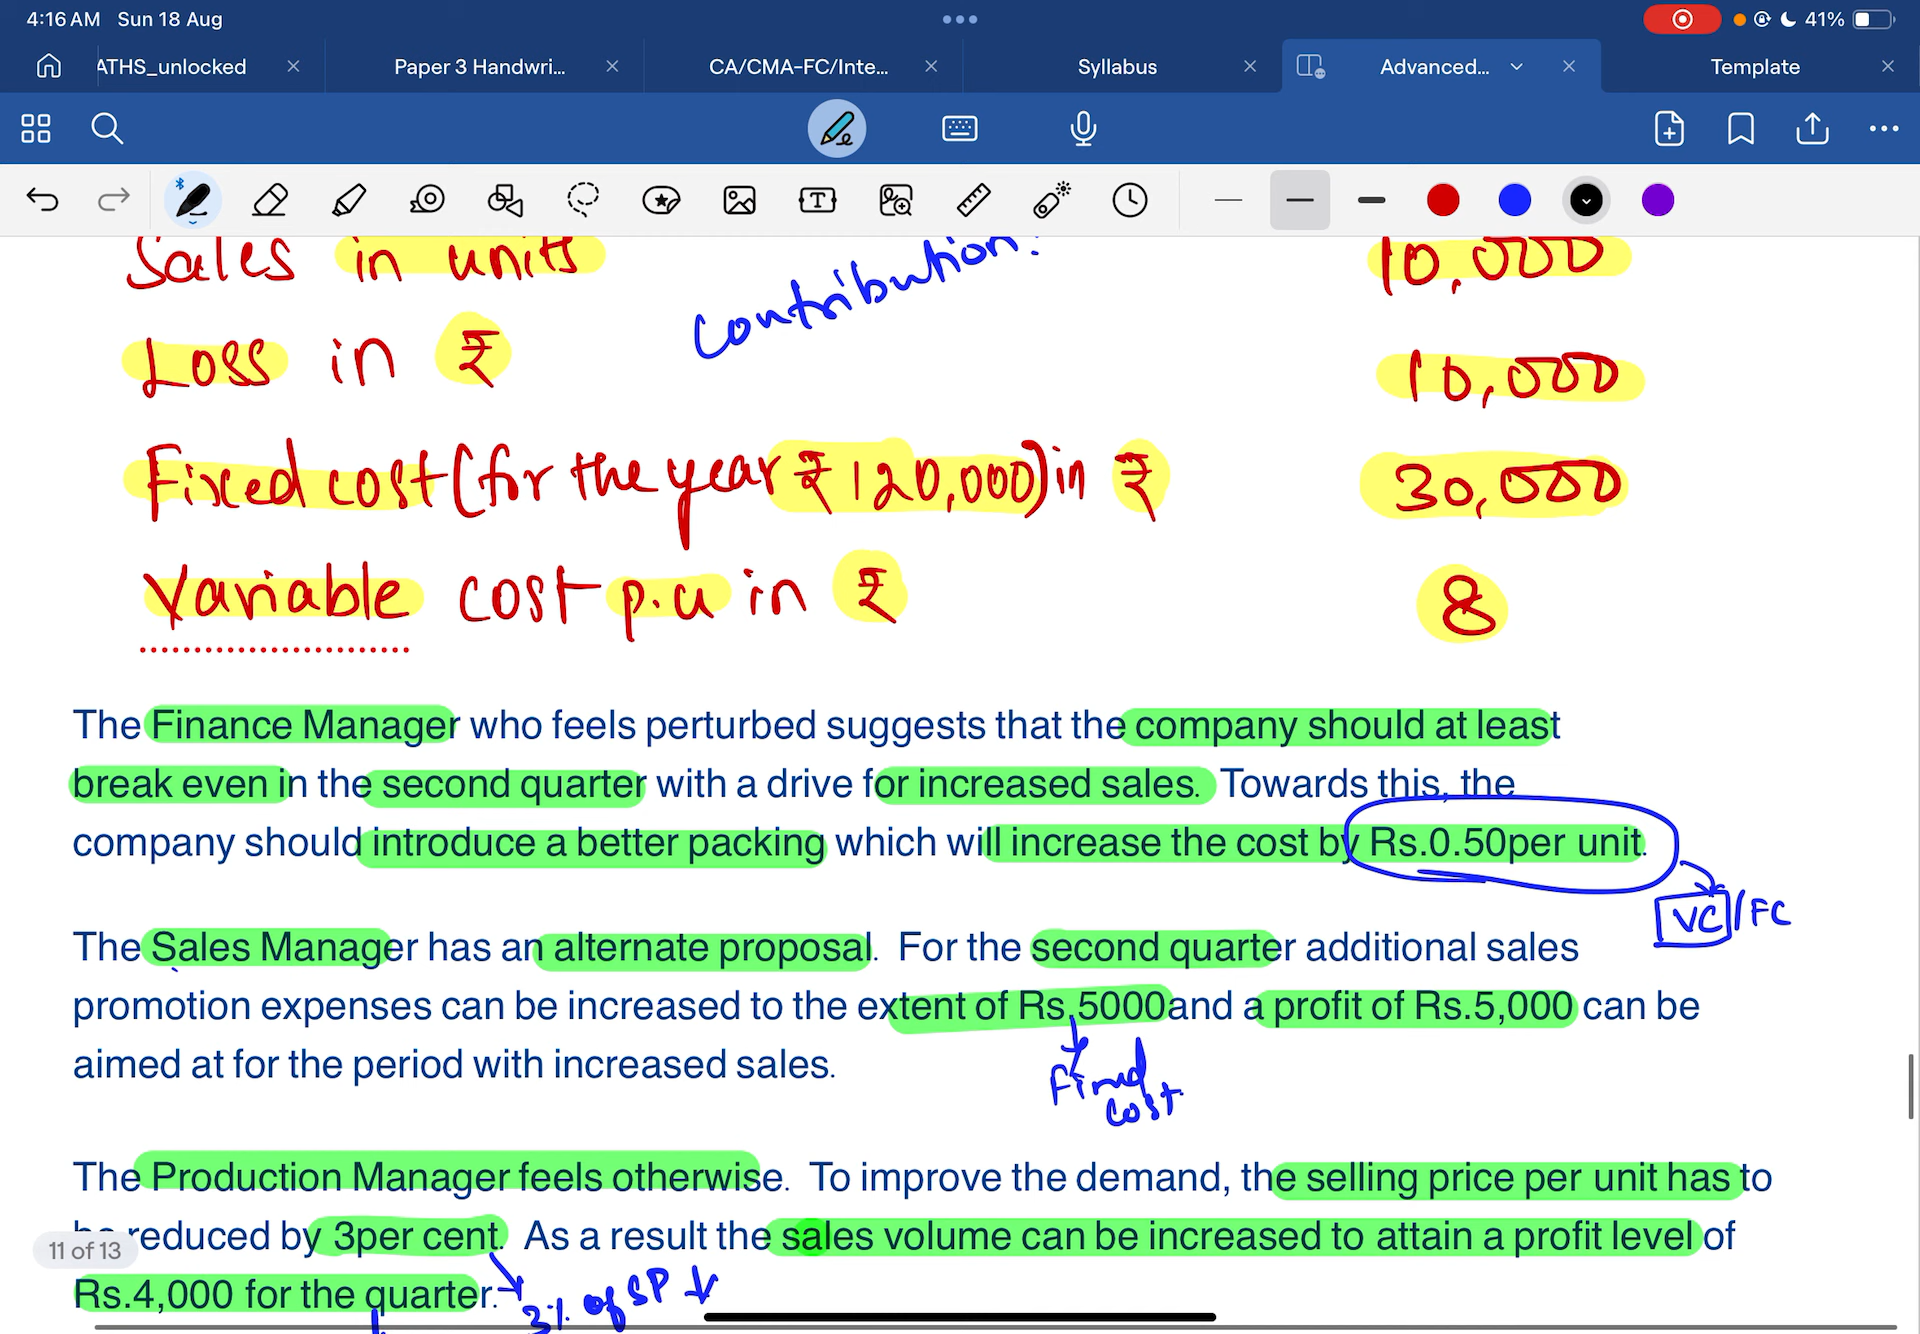 4:16 AM Sun 18 Aug
41%
ATHS_unlocked
Paper 3 Handwri...
CA/CMA-FC/Inte...
Syllabus
Advanced...
Template
Sales in units 10,000
Contribution.
Loss in ₹ 10,000
Fixed cost (for the year ₹ 120,000) in ₹ 30,000
Variable cost p.u in ₹ 8
The Finance Manager who feels perturbed suggests that the company should at least
break even in the second quarter with a drive for increased sales. Towards this, the
company should introduce a better packing which will increase the cost by Rs.0.50per unit.
VC/FC
The Sales Manager has an alternate proposal. For the second quarter additional sales
promotion expenses can be increased to the extent of Rs.5000and a profit of Rs.5,000 can be
aimed at for the period with increased sales.
Fixed
cost
The Production Manager feels otherwise. To improve the demand, the selling price per unit has to
be reduced by 3per cent. As a result the sales volume can be increased to attain a profit level of
11 of 13
Rs.4,000 for the quarter.
3% of SP ↓